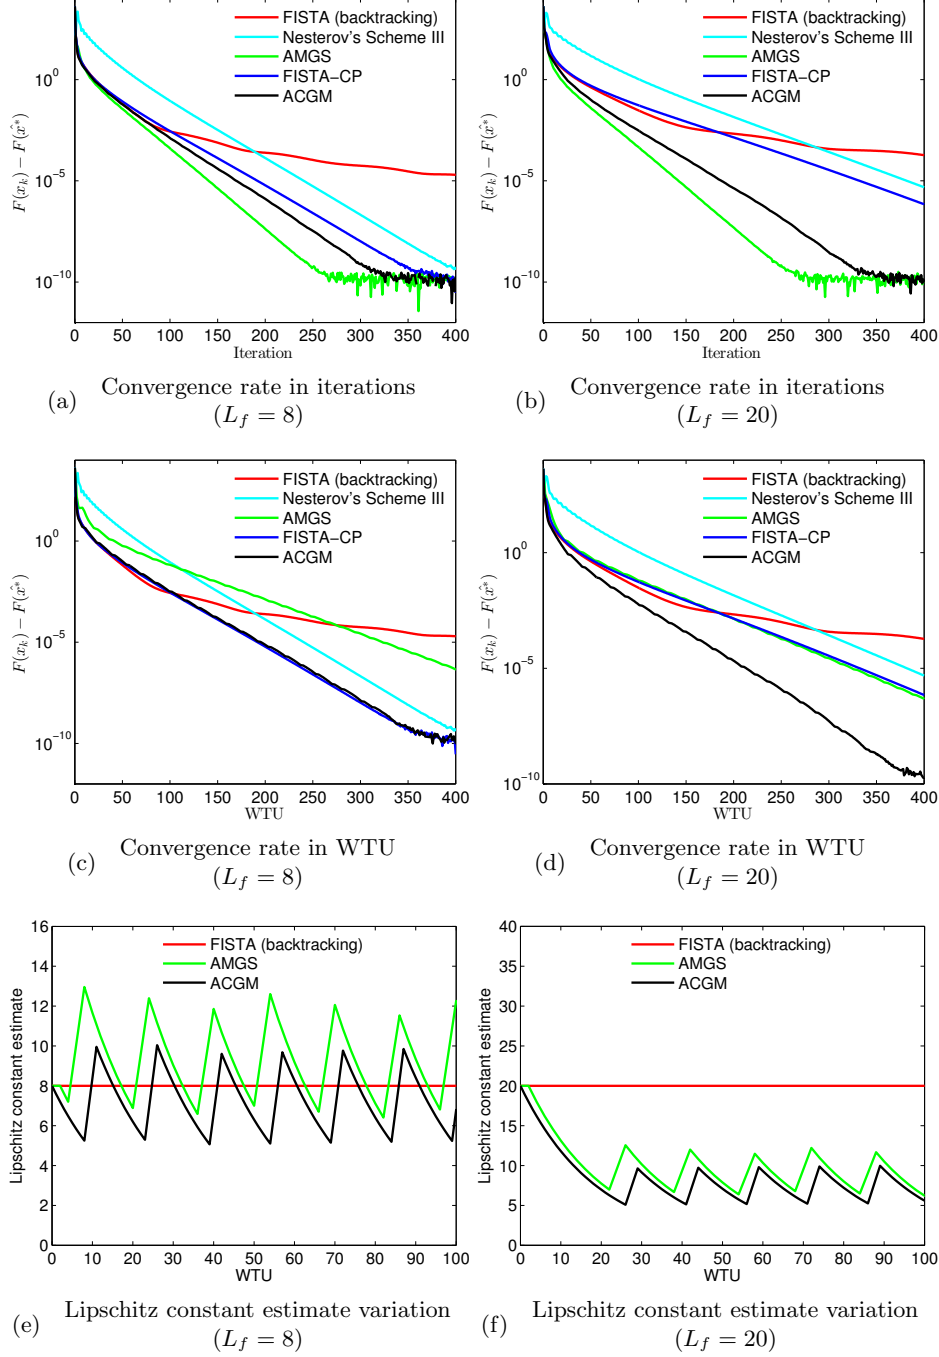 FISTA (backtracking)
Nesterov's Scheme III
AMGS
FISTA−CP
ACGM
10^0
10^−5
10^−10
F(x_k) − F(x̂*)
0 50 100 150 200 250 300 350 400
Iteration
(a) Convergence rate in iterations
(L_f = 8)
FISTA (backtracking)
Nesterov's Scheme III
AMGS
FISTA−CP
ACGM
10^0
10^−5
10^−10
F(x_k) − F(x̂*)
0 50 100 150 200 250 300 350 400
Iteration
(b) Convergence rate in iterations
(L_f = 20)
FISTA (backtracking)
Nesterov's Scheme III
AMGS
FISTA−CP
ACGM
10^0
10^−5
10^−10
F(x_k) − F(x̂*)
0 50 100 150 200 250 300 350 400
WTU
(c) Convergence rate in WTU
(L_f = 8)
FISTA (backtracking)
Nesterov's Scheme III
AMGS
FISTA−CP
ACGM
10^0
10^−5
10^−10
F(x_k) − F(x̂*)
0 50 100 150 200 250 300 350 400
WTU
(d) Convergence rate in WTU
(L_f = 20)
FISTA (backtracking)
AMGS
ACGM
16
14
12
10
8
6
4
2
0
Lipschitz constant estimate
0 10 20 30 40 50 60 70 80 90 100
WTU
(e) Lipschitz constant estimate variation
(L_f = 8)
FISTA (backtracking)
AMGS
ACGM
40
35
30
25
20
15
10
5
0
Lipschitz constant estimate
0 10 20 30 40 50 60 70 80 90 100
WTU
(f) Lipschitz constant estimate variation
(L_f = 20)